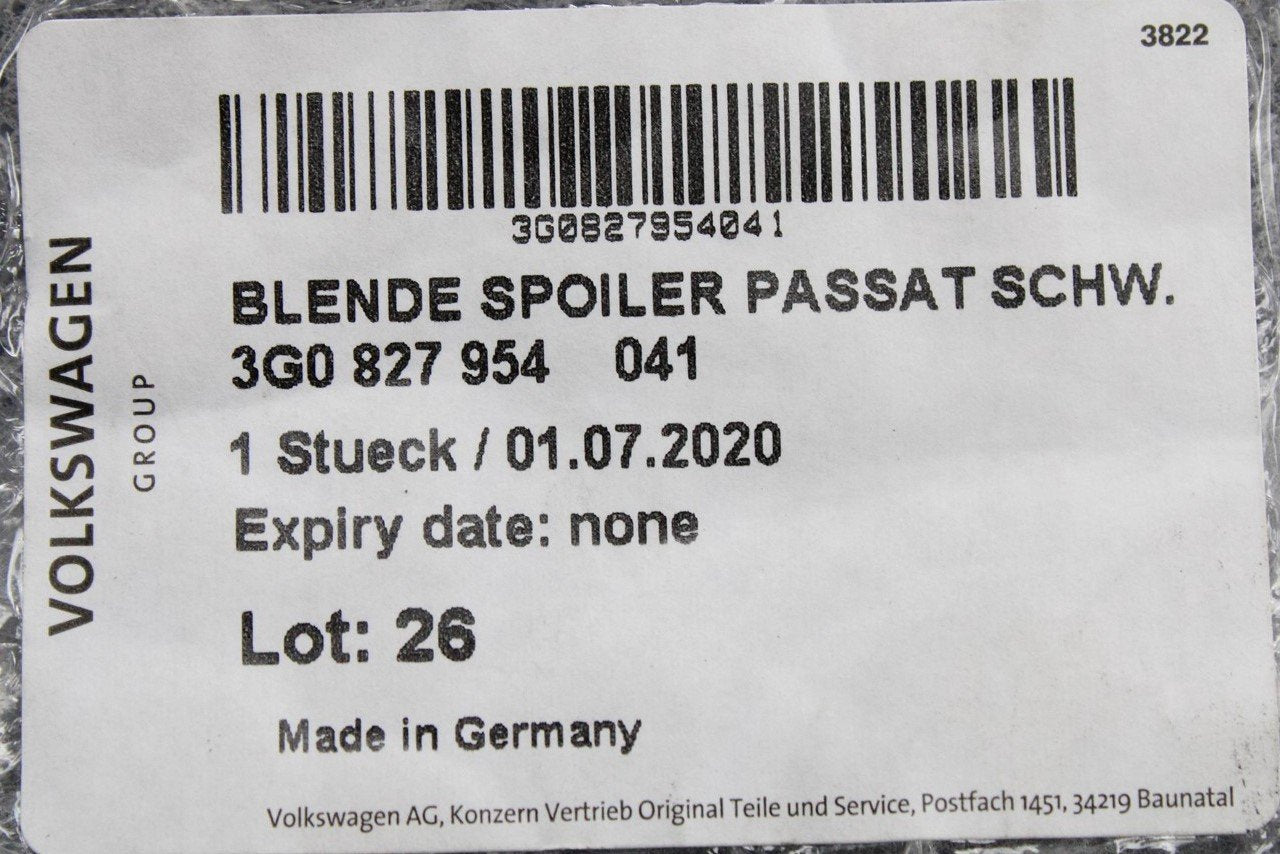 3822
3G0827954041
BLENDE SPOILER PASSAT SCHW.
3G0 827 954 041
1 Stueck / 01.07.2020
Expiry date: none
Lot: 26
Made in Germany
VOLKSWAGEN
GROUP
Volkswagen AG, Konzern Vertrieb Original Teile und Service, Postfach 1451, 34219 Baunatal